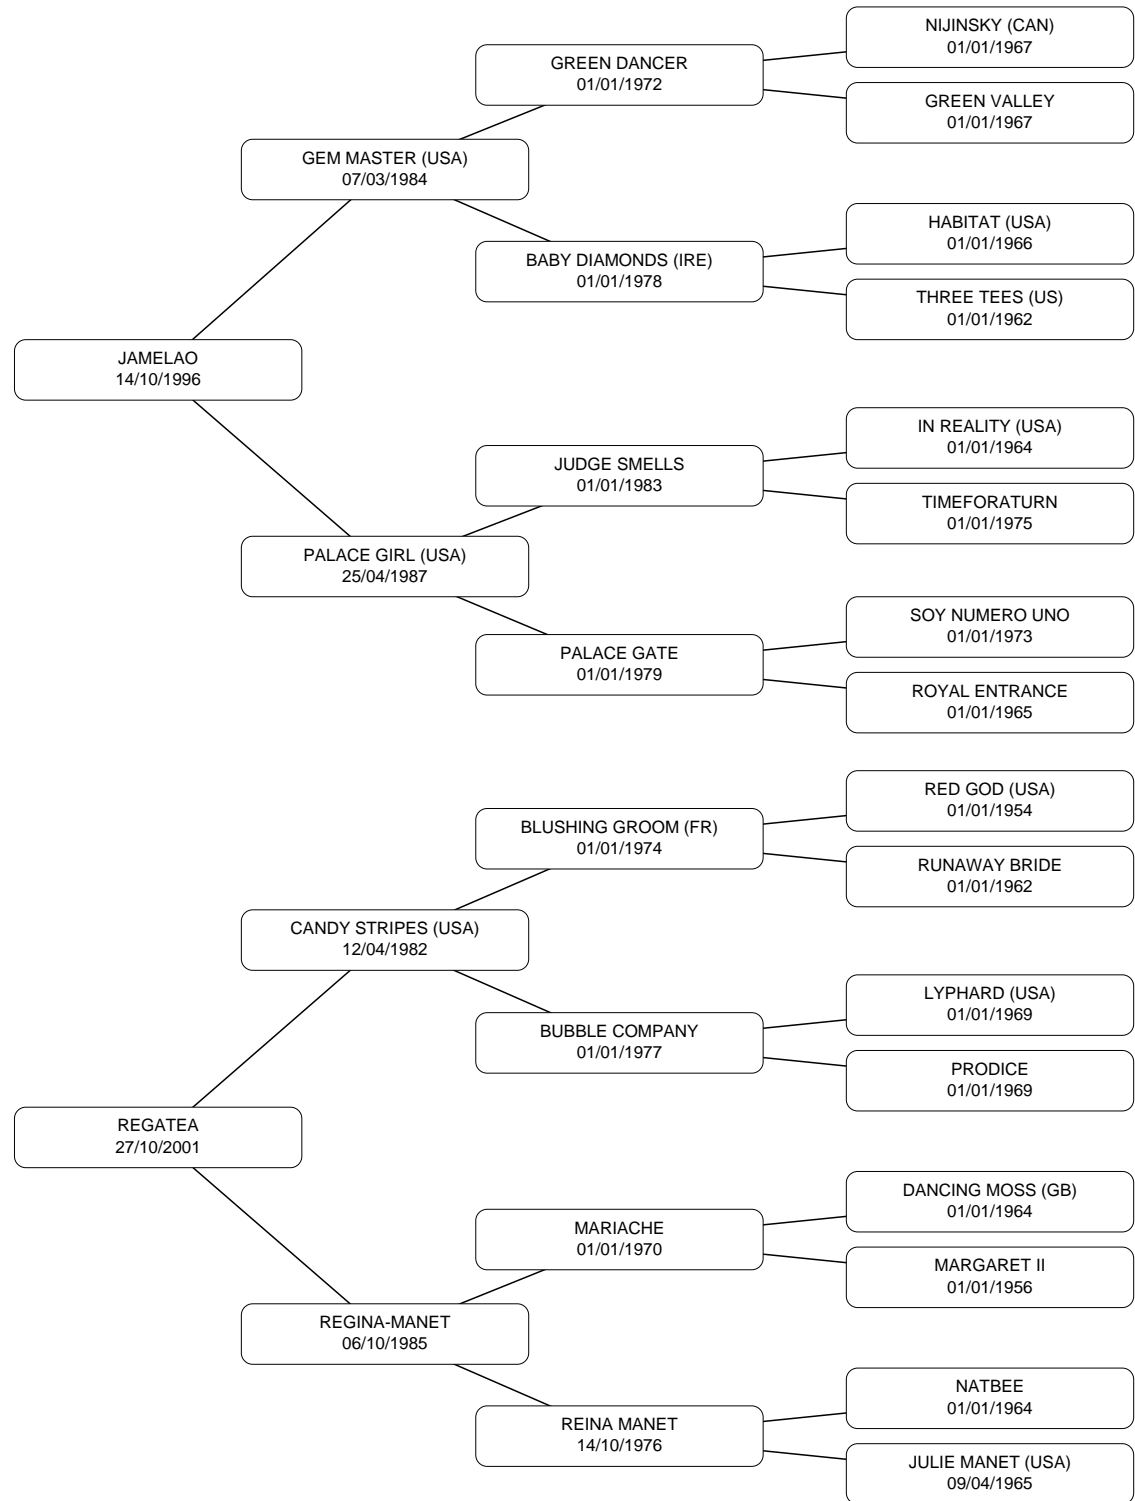 NIJINSKY (CAN)
01/01/1967
GREEN DANCER
01/01/1972
GREEN VALLEY
01/01/1967
GEM MASTER (USA)
07/03/1984
HABITAT (USA)
01/01/1966
BABY DIAMONDS (IRE)
01/01/1978
THREE TEES (US)
01/01/1962
JAMELAO
14/10/1996
IN REALITY (USA)
01/01/1964
JUDGE SMELLS
01/01/1983
TIMEFORATURN
01/01/1975
PALACE GIRL (USA)
25/04/1987
SOY NUMERO UNO
01/01/1973
PALACE GATE
01/01/1979
ROYAL ENTRANCE
01/01/1965
RED GOD (USA)
01/01/1954
BLUSHING GROOM (FR)
01/01/1974
RUNAWAY BRIDE
01/01/1962
CANDY STRIPES (USA)
12/04/1982
LYPHARD (USA)
01/01/1969
BUBBLE COMPANY
01/01/1977
PRODICE
01/01/1969
REGATEA
27/10/2001
DANCING MOSS (GB)
01/01/1964
MARIACHE
01/01/1970
MARGARET II
01/01/1956
REGINA-MANET
06/10/1985
NATBEE
01/01/1964
REINA MANET
14/10/1976
JULIE MANET (USA)
09/04/1965